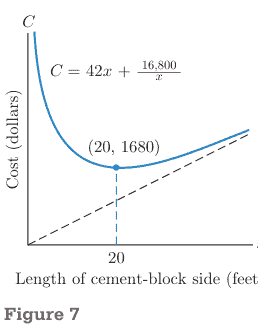 C
C = 42x + 16,800/x
(20, 1680)
Cost (dollars)
20
Length of cement-block side (feet
Figure 7